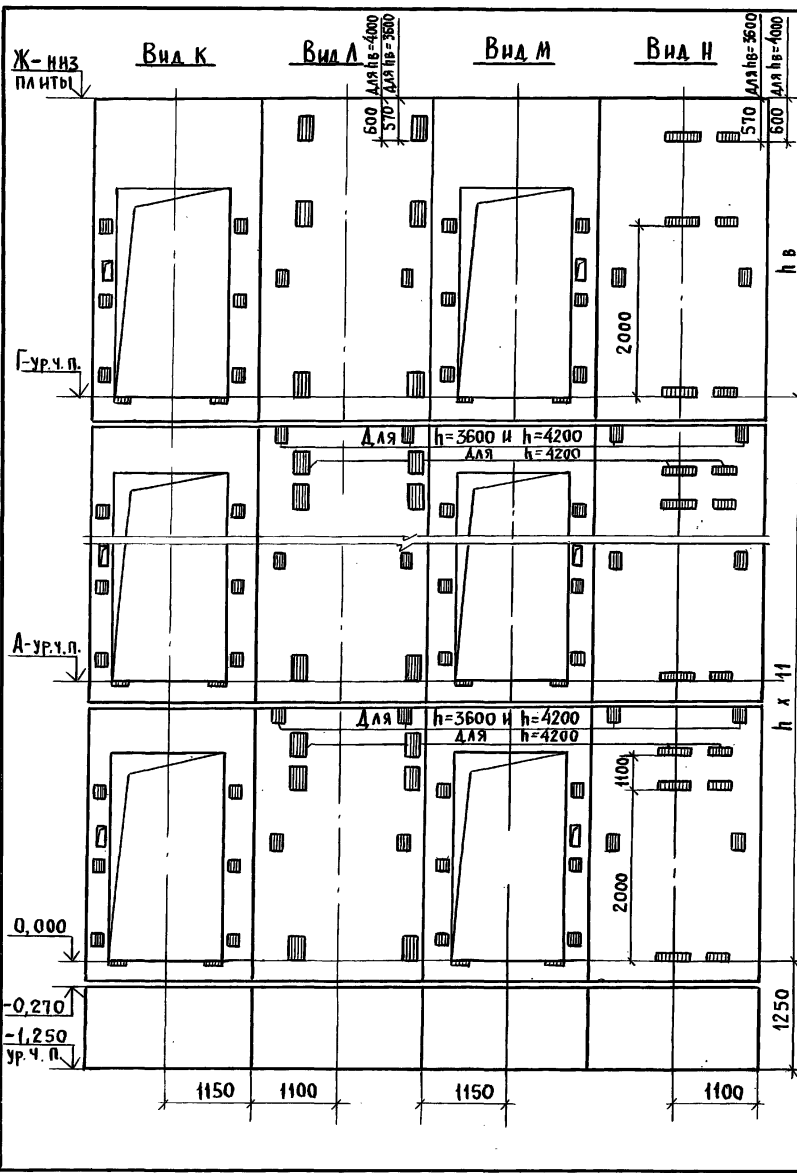 Вид К
Вид Л
Вид М
Вид Н
Ж-низ
плиты
600 для hв=4000
570 для hв=3600
570 для hв=3600
600 для hв=4000
hв
2000
Г-ур.ч.п.
Для h=3600 и h=4200
для h=4200
А-ур.ч.п.
h х 11
Для h=3600 и h=4200
для h=4200
1100
2000
0,000
-0,270
-1,250
ур.ч.п.
1250
1150
1100
1150
1100